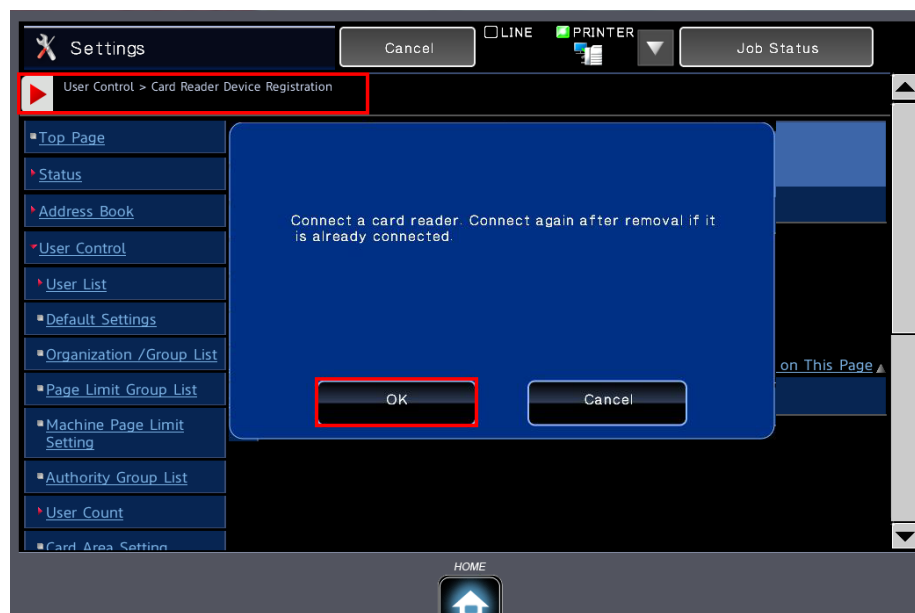 Settings
Cancel
LINE
PRINTER
Job Status
User Control > Card Reader Device Registration
Top Page
Status
Address Book
User Control
User List
Default Settings
Organization /Group List
Page Limit Group List
Machine Page Limit
Setting
Authority Group List
User Count
Card Area Setting
Connect a card reader. Connect again after removal if it
is already connected.
OK
Cancel
on This Page
HOME